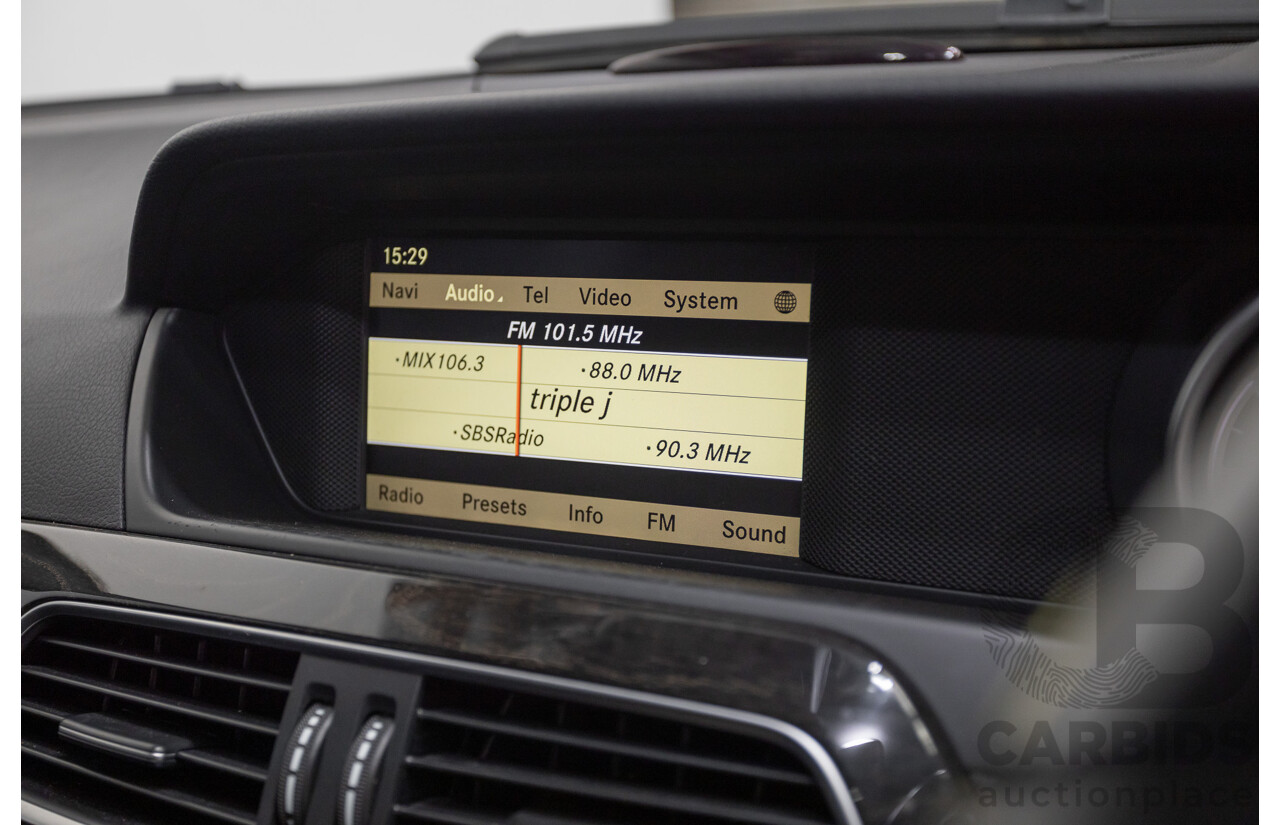 15:29
Navi Audio Tel Video System
FM 101.5 MHz
·MIX106.3 ·88.0 MHz
triple j
·SBSRadio ·90.3 MHz
Radio Presets Info FM Sound
B
CARBIDS
auctionplace